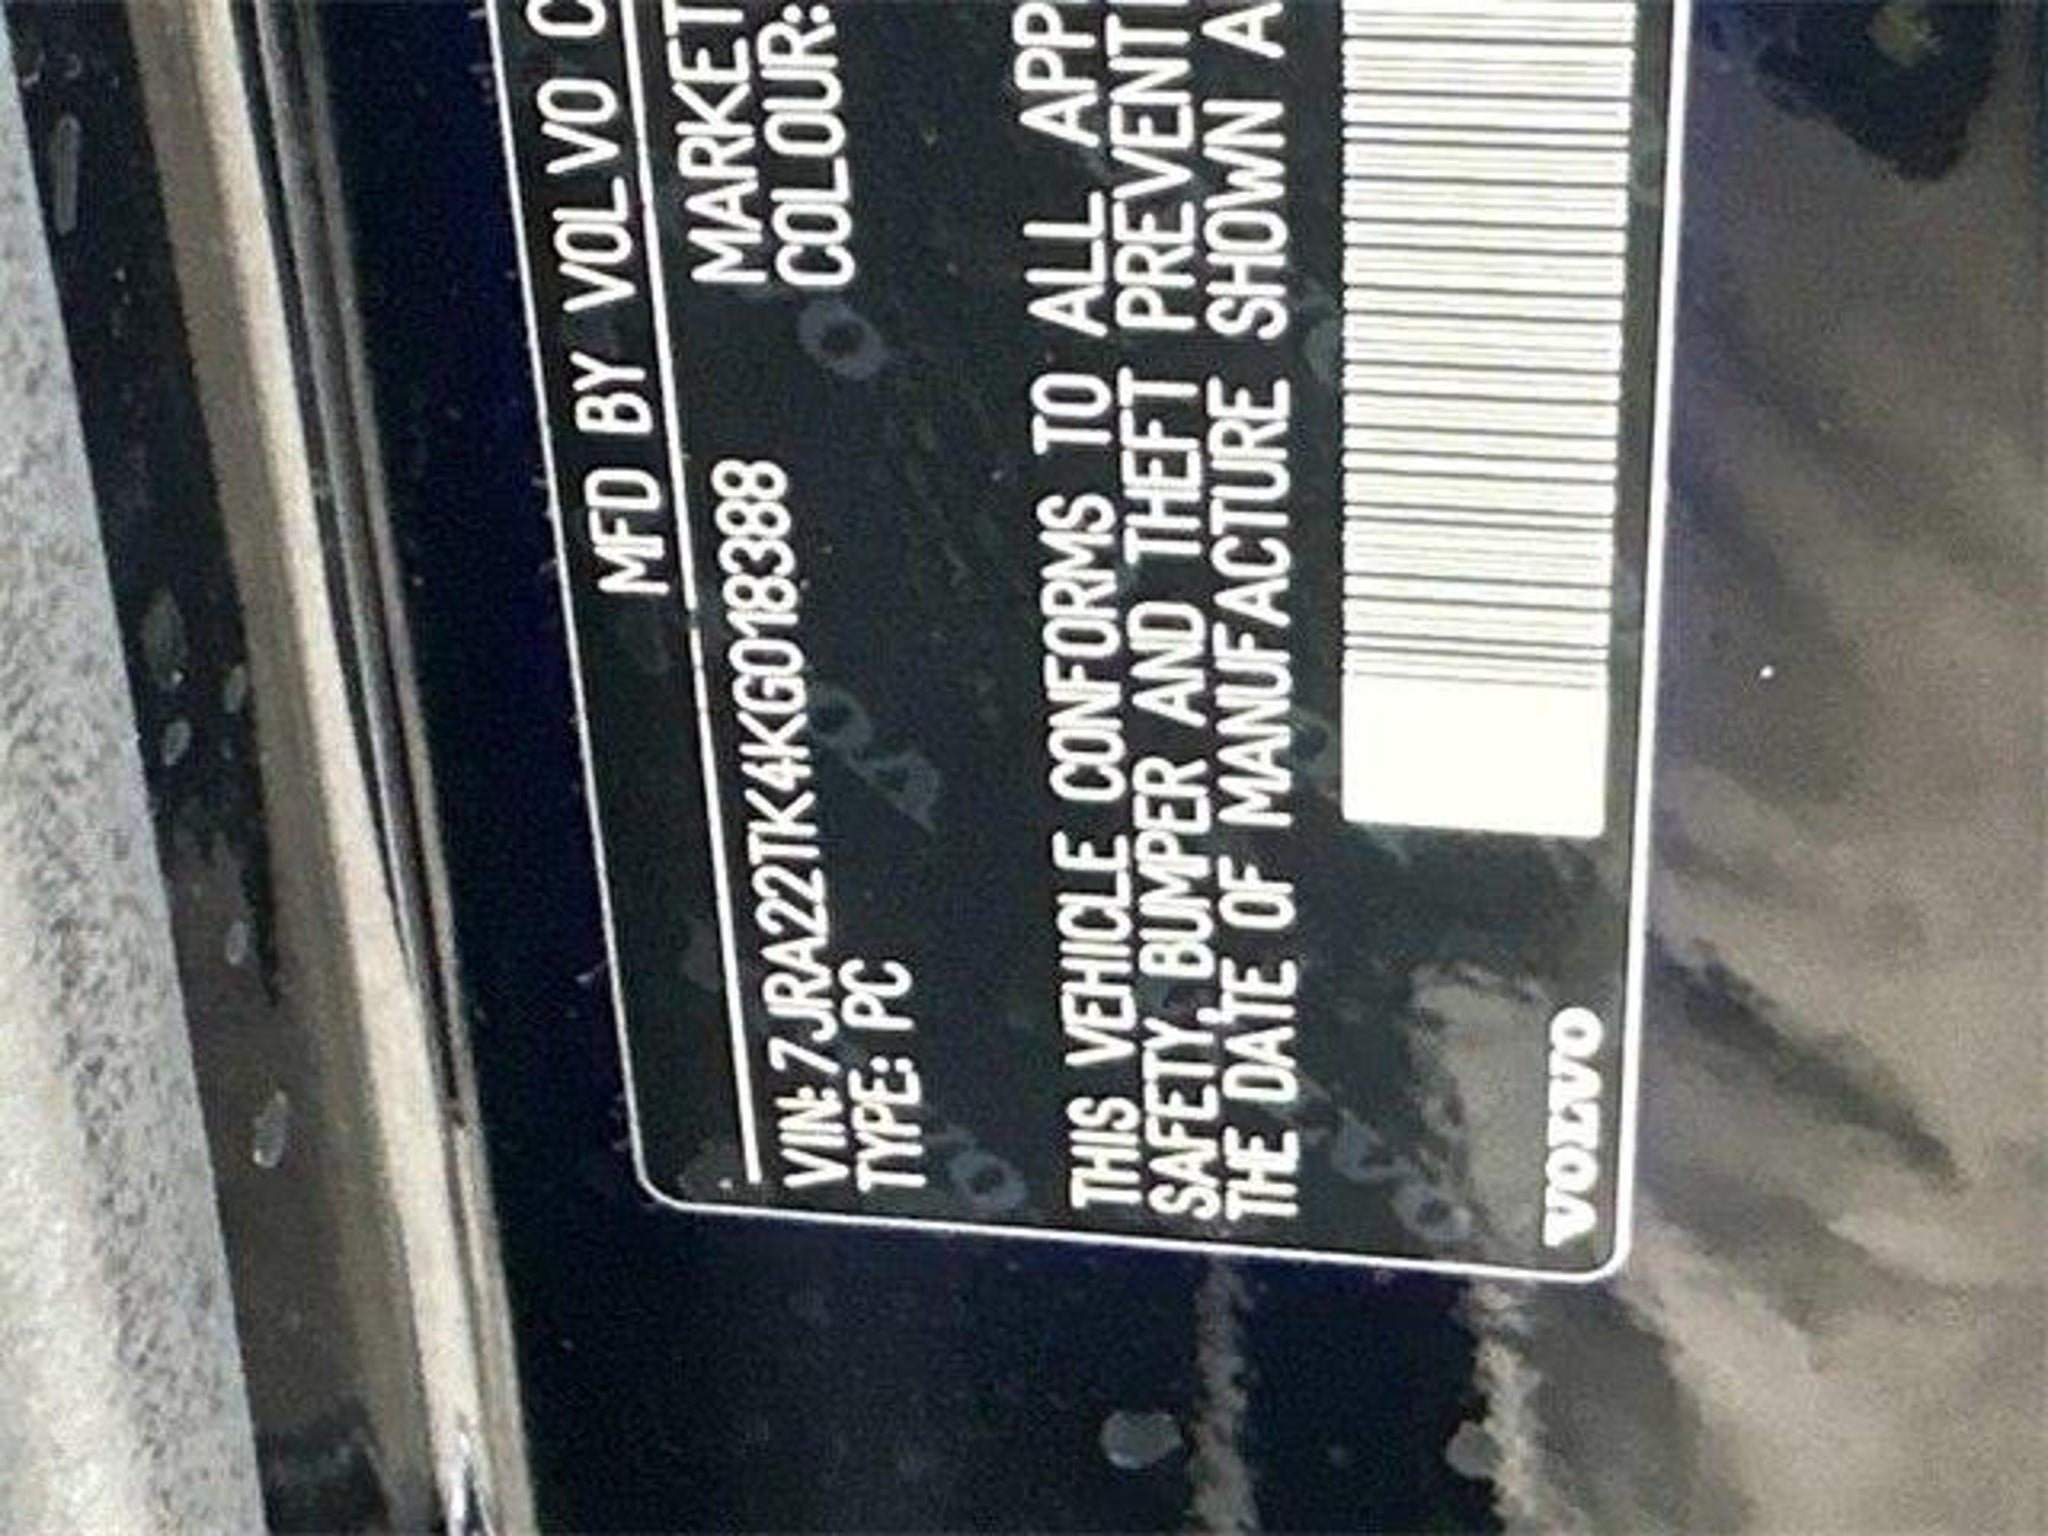 MFD BY VOLVO C
VIN: 7JRA22TK4KG018388
MARKET
TYPE: PC
COLOUR:
THIS VEHICLE CONFORMS TO ALL APP
SAFETY, BUMPER AND THEFT PREVENTI
THE DATE OF MANUFACTURE SHOWN A
VOLVO